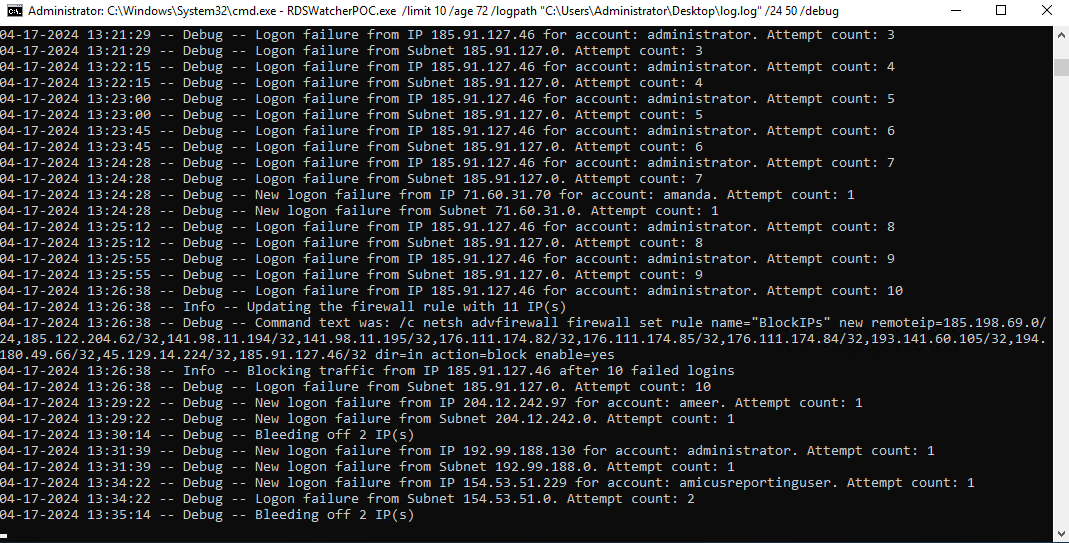 Administrator: C:\Windows\System32\cmd.exe - RDSWatcherPOC.exe /limit 10 /age 72 /logpath "C:\Users\Administrator\Desktop\log.log" /24 50 /debug
04-17-2024 13:21:29 -- Debug -- Logon failure from IP 185.91.127.46 for account: administrator. Attempt count: 3
04-17-2024 13:21:29 -- Debug -- Logon failure from Subnet 185.91.127.0. Attempt count: 3
04-17-2024 13:22:15 -- Debug -- Logon failure from IP 185.91.127.46 for account: administrator. Attempt count: 4
04-17-2024 13:22:15 -- Debug -- Logon failure from Subnet 185.91.127.0. Attempt count: 4
04-17-2024 13:23:00 -- Debug -- Logon failure from IP 185.91.127.46 for account: administrator. Attempt count: 5
04-17-2024 13:23:00 -- Debug -- Logon failure from Subnet 185.91.127.0. Attempt count: 5
04-17-2024 13:23:45 -- Debug -- Logon failure from IP 185.91.127.46 for account: administrator. Attempt count: 6
04-17-2024 13:23:45 -- Debug -- Logon failure from Subnet 185.91.127.0. Attempt count: 6
04-17-2024 13:24:28 -- Debug -- Logon failure from IP 185.91.127.46 for account: administrator. Attempt count: 7
04-17-2024 13:24:28 -- Debug -- Logon failure from Subnet 185.91.127.0. Attempt count: 7
04-17-2024 13:24:28 -- Debug -- New logon failure from IP 71.60.31.70 for account: amanda. Attempt count: 1
04-17-2024 13:24:28 -- Debug -- New logon failure from Subnet 71.60.31.0. Attempt count: 1
04-17-2024 13:25:12 -- Debug -- Logon failure from IP 185.91.127.46 for account: administrator. Attempt count: 8
04-17-2024 13:25:12 -- Debug -- Logon failure from Subnet 185.91.127.0. Attempt count: 8
04-17-2024 13:25:55 -- Debug -- Logon failure from IP 185.91.127.46 for account: administrator. Attempt count: 9
04-17-2024 13:25:55 -- Debug -- Logon failure from Subnet 185.91.127.0. Attempt count: 9
04-17-2024 13:26:38 -- Debug -- Logon failure from IP 185.91.127.46 for account: administrator. Attempt count: 10
04-17-2024 13:26:38 -- Info -- Updating the firewall rule with 11 IP(s)
04-17-2024 13:26:38 -- Debug -- Command text was: /c netsh advfirewall firewall set rule name="BlockIPs" new remoteip=185.198.69.0/
24,185.122.204.62/32,141.98.11.194/32,141.98.11.195/32,176.111.174.82/32,176.111.174.85/32,176.111.174.84/32,193.141.60.105/32,194.
180.49.66/32,45.129.14.224/32,185.91.127.46/32 dir=in action=block enable=yes
04-17-2024 13:26:38 -- Info -- Blocking traffic from IP 185.91.127.46 after 10 failed logins
04-17-2024 13:26:38 -- Debug -- Logon failure from Subnet 185.91.127.0. Attempt count: 10
04-17-2024 13:29:22 -- Debug -- New logon failure from IP 204.12.242.97 for account: ameer. Attempt count: 1
04-17-2024 13:29:22 -- Debug -- New logon failure from Subnet 204.12.242.0. Attempt count: 1
04-17-2024 13:30:14 -- Debug -- Bleeding off 2 IP(s)
04-17-2024 13:31:39 -- Debug -- New logon failure from IP 192.99.188.130 for account: administrator. Attempt count: 1
04-17-2024 13:31:39 -- Debug -- New logon failure from Subnet 192.99.188.0. Attempt count: 1
04-17-2024 13:34:22 -- Debug -- New logon failure from IP 154.53.51.229 for account: amicusreportinguser. Attempt count: 1
04-17-2024 13:34:22 -- Debug -- Logon failure from Subnet 154.53.51.0. Attempt count: 2
04-17-2024 13:35:14 -- Debug -- Bleeding off 2 IP(s)